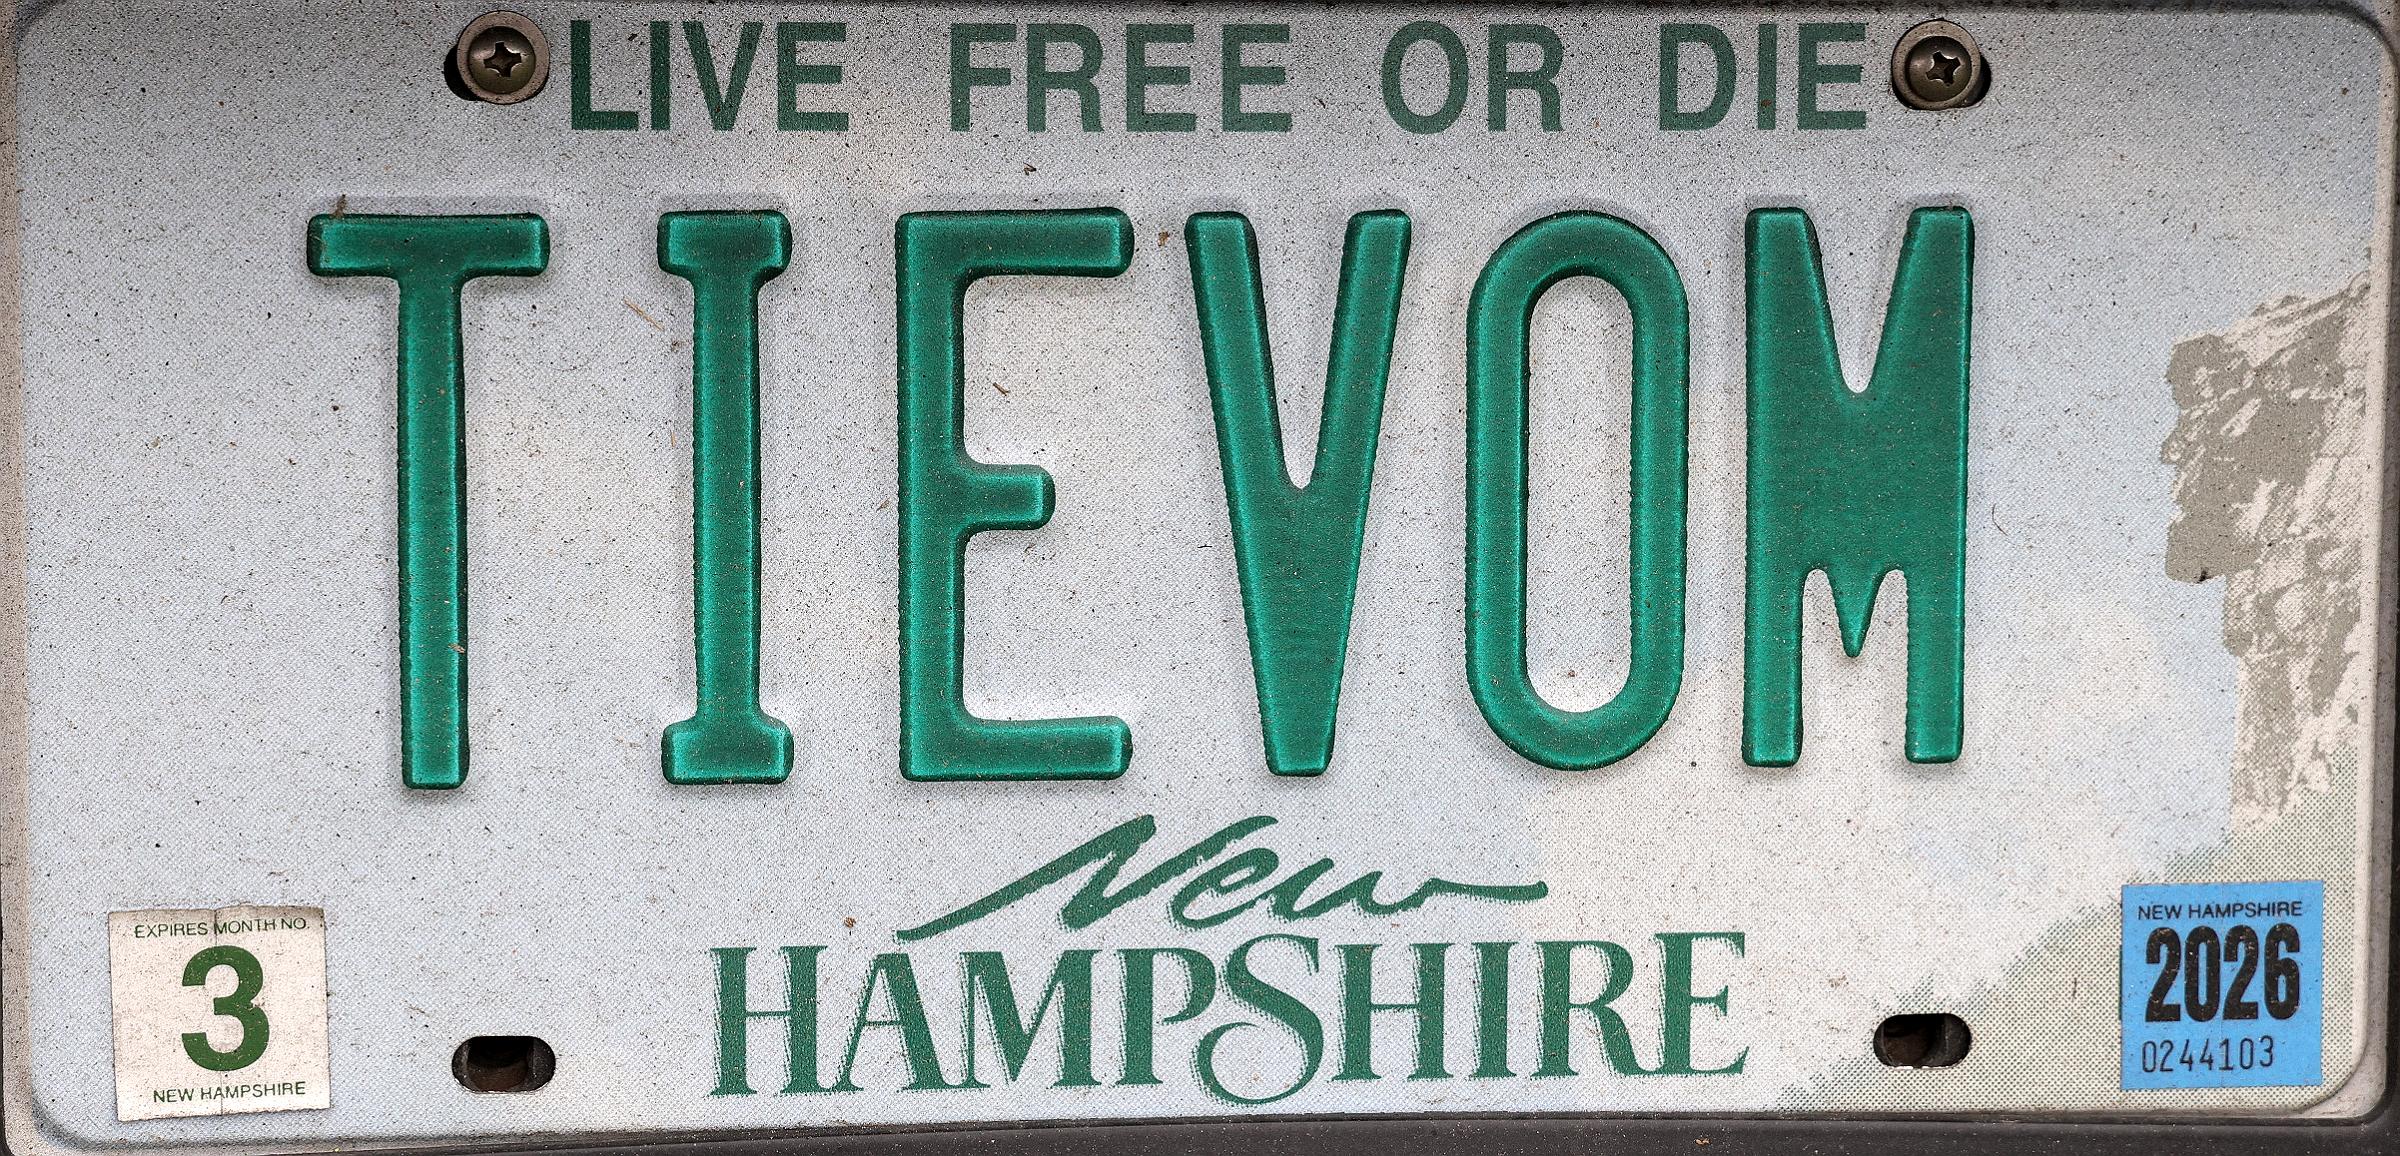 LIVE FREE OR DIE
TIEVOM
New
HAMPSHIRE
EXPIRES MONTH NO.
3
NEW HAMPSHIRE
NEW HAMPSHIRE
2026
0244103